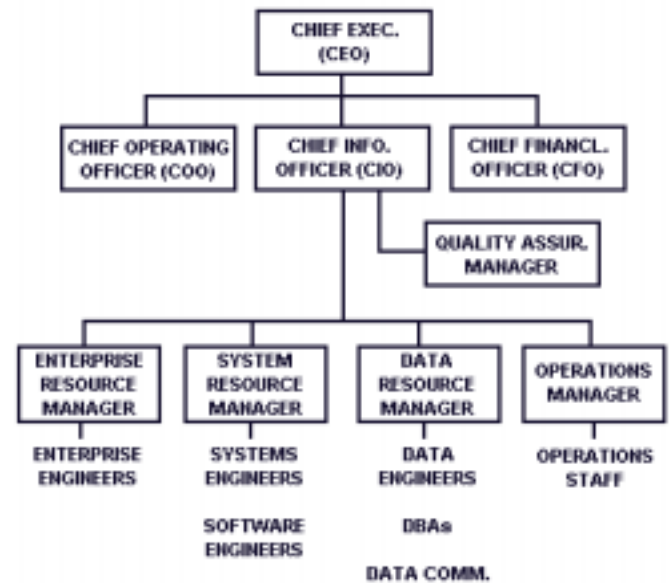 CHIEF EXEC.
(CEO)
CHIEF OPERATING
OFFICER (COO)
CHIEF INFO.
OFFICER (CIO)
CHIEF FINANCL.
OFFICER (CFO)
QUALITY ASSUR.
MANAGER
ENTERPRISE
RESOURCE
MANAGER
SYSTEM
RESOURCE
MANAGER
DATA
RESOURCE
MANAGER
OPERATIONS
MANAGER
ENTERPRISE
ENGINEERS
SYSTEMS
ENGINEERS
SOFTWARE
ENGINEERS
DATA
ENGINEERS
DBAs
DATA COMM.
OPERATIONS
STAFF